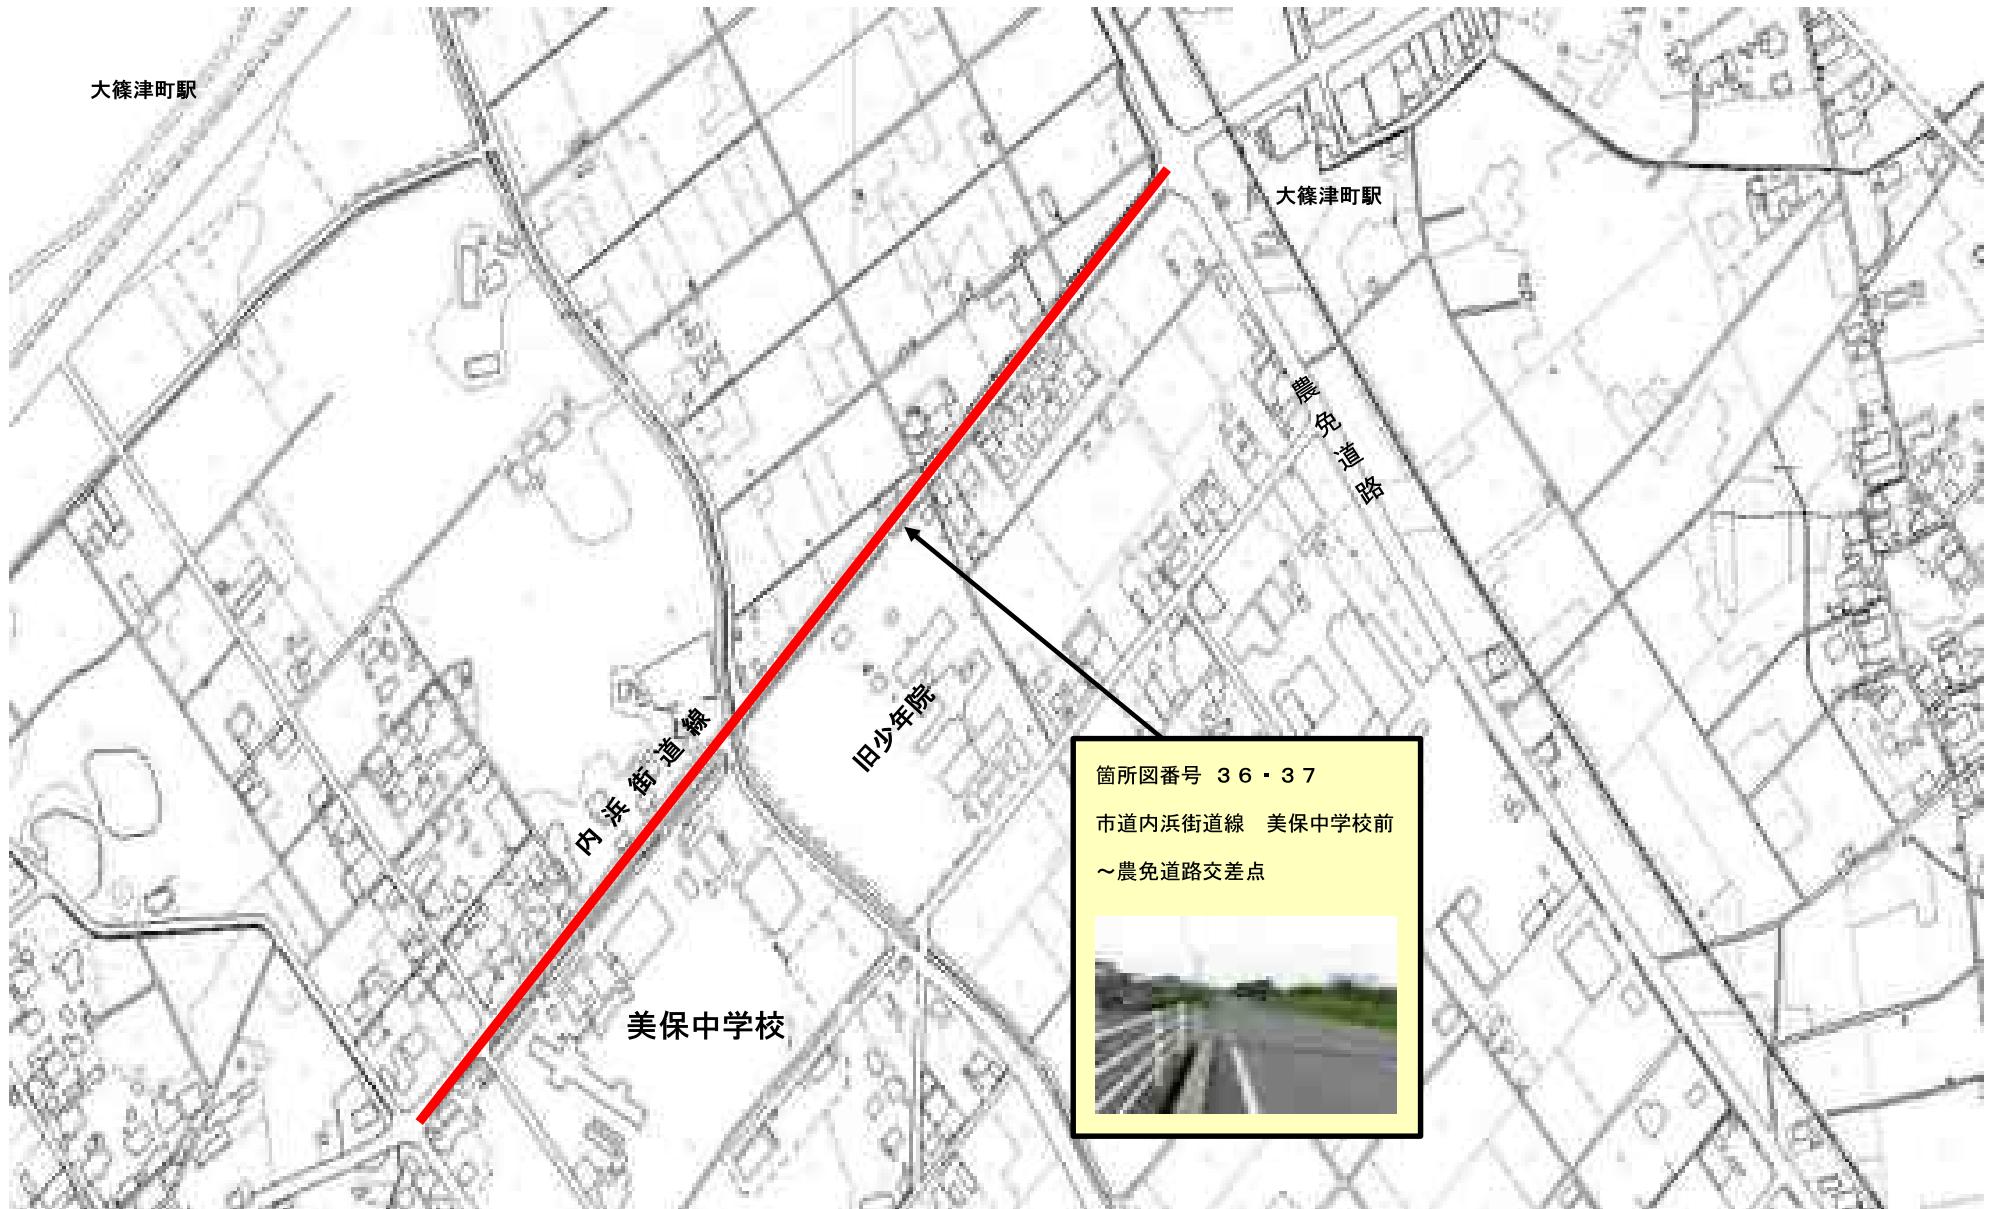 大篠津町駅
大篠津町駅
農免道路
旧少年院
内浜街道線
箇所図番号 ３６・３７
市道内浜街道線　美保中学校前
～農免道路交差点
美保中学校